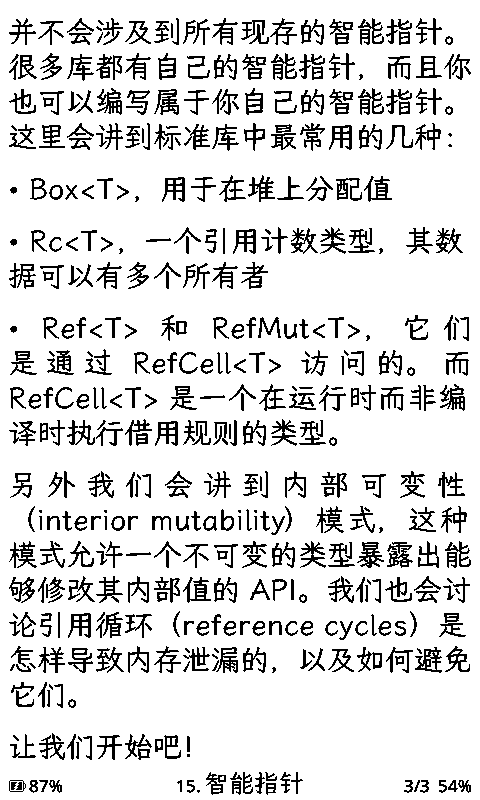 并不会涉及到所有现存的智能指针。
很多库都有自己的智能指针，而且你
也可以编写属于你自己的智能指针。
这里会讲到标准库中最常用的几种：
• Box<T>，用于在堆上分配值
• Rc<T>，一个引用计数类型，其数
据可以有多个所有者
• Ref<T> 和 RefMut<T>，它们
是通过 RefCell<T> 访问的。而
RefCell<T> 是一个在运行时而非编
译时执行借用规则的类型。
另外我们会讲到内部可变性
（interior mutability）模式，这种
模式允许一个不可变的类型暴露出能
够修改其内部值的 API。我们也会讨
论引用循环（reference cycles）是
怎样导致内存泄漏的，以及如何避免
它们。
让我们开始吧！
87% 15. 智能指针 3/3 54%